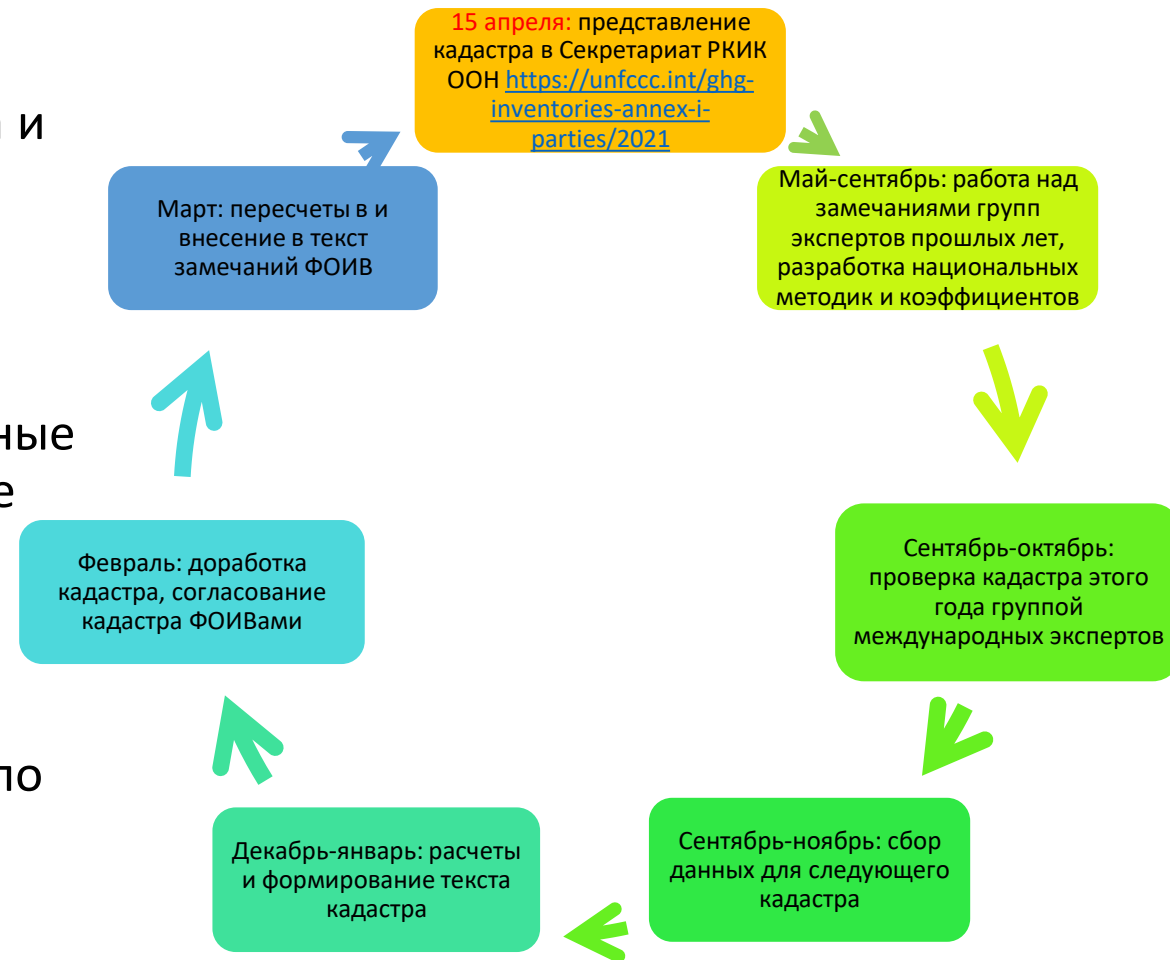 15 апреля: представление
кадастра в Секретариат РКИК
ООН https://unfccc.int/ghg-
inventories-annex-i-
parties/2021
Май-сентябрь: работа над
замечаниями групп
экспертов прошлых лет,
разработка национальных
методик и коэффициентов
Сентябрь-октябрь:
проверка кадастра этого
года группой
международных экспертов
Сентябрь-ноябрь: сбор
данных для следующего
кадастра
Декабрь-январь: расчеты
и формирование текста
кадастра
Февраль: доработка
кадастра, согласование
кадастра ФОИВами
Март: пересчеты в и
внесение в текст
замечаний ФОИВ
и
ные
е
по